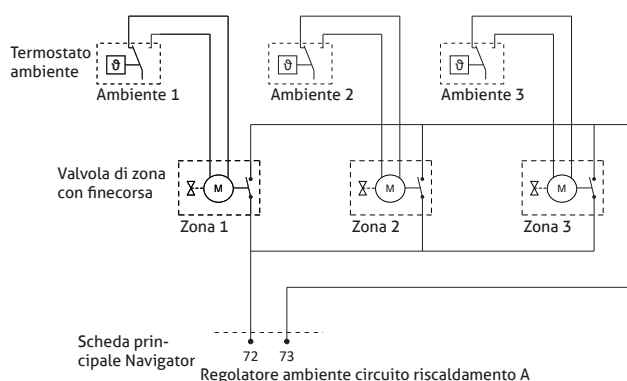 Termostato
ambiente
ϑ
ϑ
ϑ
Ambiente 1
Ambiente 2
Ambiente 3
Valvola di zona
con finecorsa
M
M
M
Zona 1
Zona 2
Zona 3
Scheda prin-
cipale Navigator
72
73
Regolatore ambiente circuito riscaldamento A